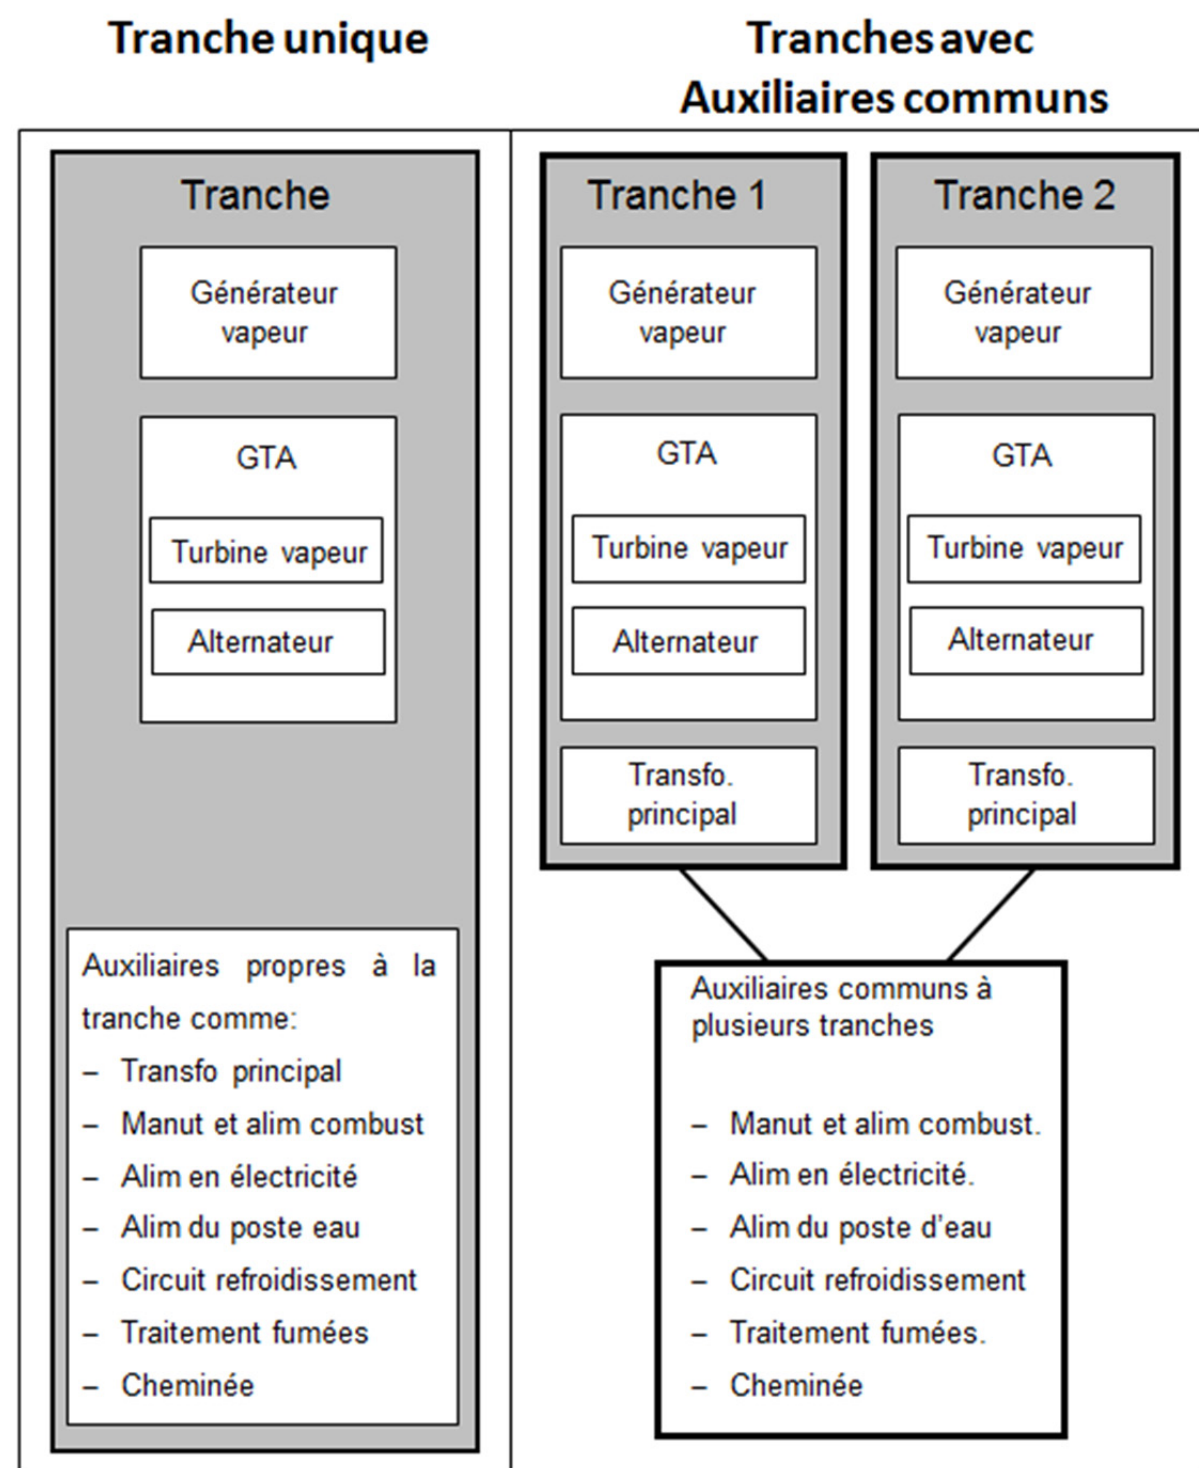 Tranche unique
Tranches avec
Auxiliaires communs
Tranche
Générateur
vapeur
GTA
Turbine vapeur
Alternateur
Auxiliaires propres à la
tranche comme:
– Transfo principal
– Manut et alim combust
– Alim en électricité
– Alim du poste eau
– Circuit refroidissement
– Traitement fumées
– Cheminée
Tranche 1
Générateur
vapeur
GTA
Turbine vapeur
Alternateur
Transfo.
principal
Tranche 2
Générateur
vapeur
GTA
Turbine vapeur
Alternateur
Transfo.
principal
Auxiliaires communs à
plusieurs tranches
– Manut et alim combust.
– Alim en électricité.
– Alim du poste d'eau
– Circuit refroidissement
– Traitement fumées.
– Cheminée